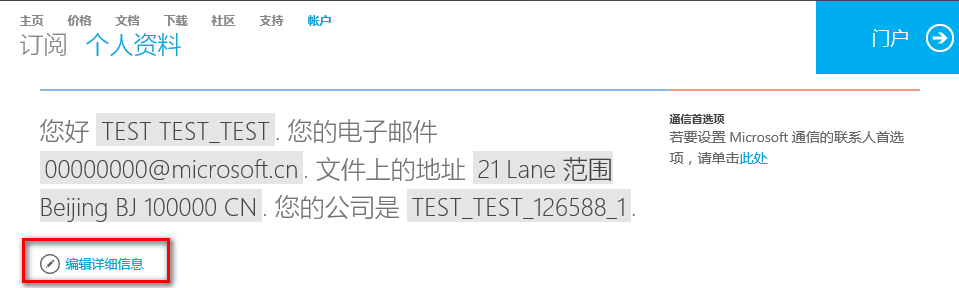 主页 价格 文档 下载 社区 支持 帐户
订阅 个人资料
门户
您好 TEST TEST_TEST. 您的电子邮件
00000000@microsoft.cn. 文件上的地址 21 Lane 范围
Beijing BJ 100000 CN. 您的公司是 TEST_TEST_126588_1.
编辑详细信息
通信首选项
若要设置 Microsoft 通信的联系人首选
项，请单击此处